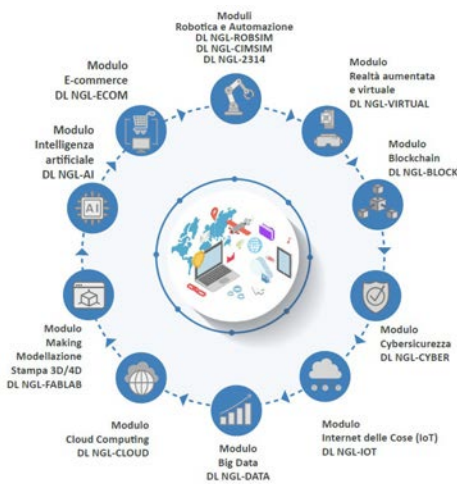 Moduli
Robotica e Automazione
DL NGL-ROBSIM
DL NGL-CIMSIM
DL NGL-2314
Modulo
Realtà aumentata
e virtuale
DL NGL-VIRTUAL
Modulo
Blockchain
DL NGL-BLOCK
Modulo
Cybersicurezza
DL NGL-CYBER
Modulo
Internet delle Cose (IoT)
DL NGL-IOT
Modulo
Big Data
DL NGL-DATA
Modulo
Cloud Computing
DL NGL-CLOUD
Modulo
Making
Modellazione
Stampa 3D/4D
DL NGL-FABLAB
Modulo
Intelligenza
artificiale
DL NGL-AI
AI
Modulo
E-commerce
DL NGL-ECOM